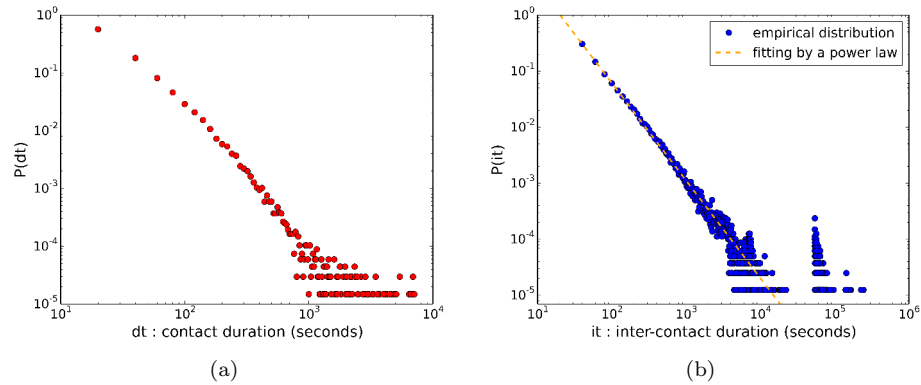 10^0
10^-1
10^-2
10^-3
10^-4
10^-5
P(dt)
10^1 10^2 10^3 10^4
dt : contact duration (seconds)
(a)
10^0
10^-1
10^-2
10^-3
10^-4
10^-5
P(it)
empirical distribution
fitting by a power law
10^1 10^2 10^3 10^4 10^5 10^6
it : inter-contact duration (seconds)
(b)